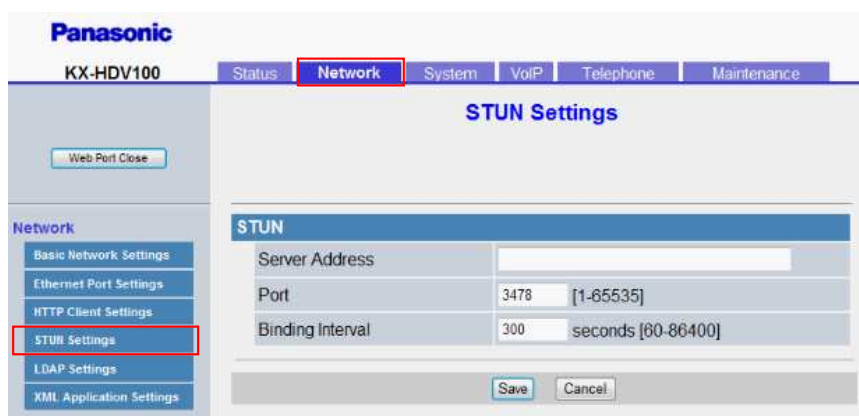 Panasonic
KX-HDV100
Status Network System VoIP Telephone Maintenance
STUN Settings
Web Port Close
Network
Basic Network Settings
Ethernet Port Settings
HTTP Client Settings
STUN Settings
LDAP Settings
XML Application Settings
STUN
Server Address
Port 3478 [1-65535]
Binding Interval 300 seconds [60-86400]
Save Cancel